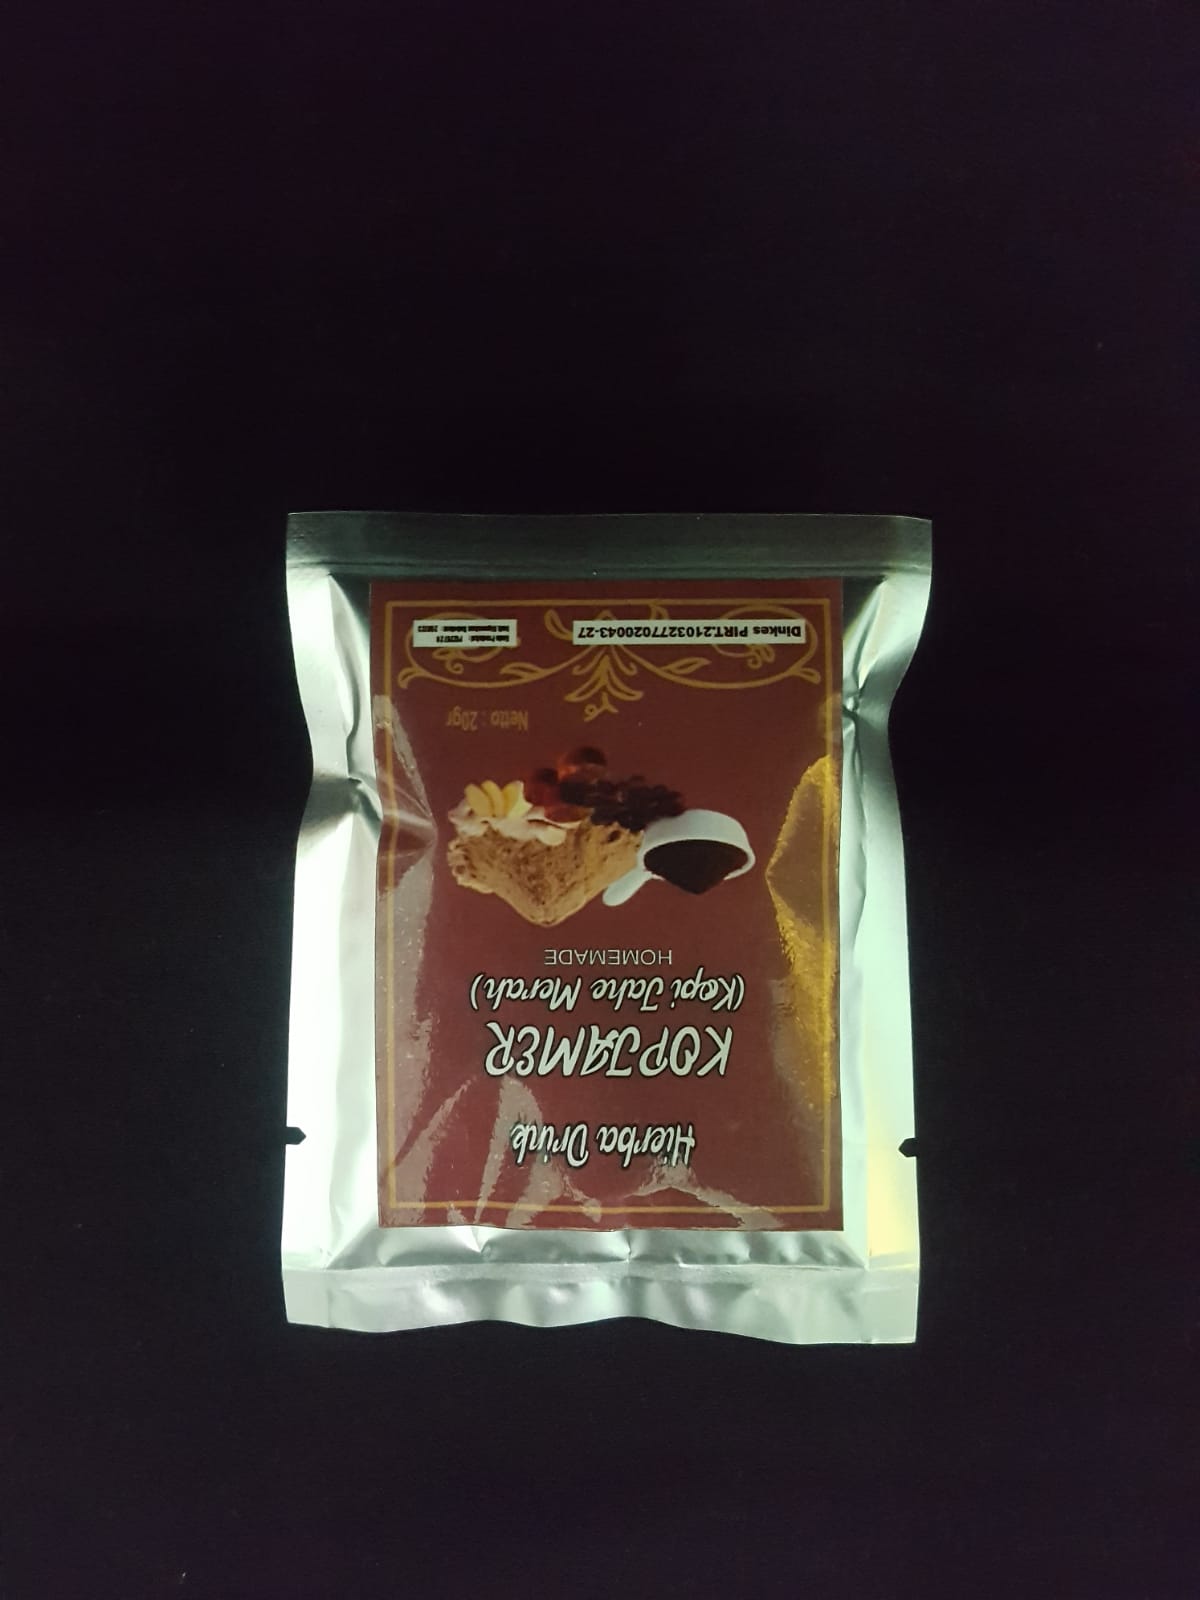 Hierba Drink
KOPJAMER
(Kopi Jahe Merah)
HOMEMADE
Netto : 20gr
Dinkes PIRT.2103277020043-27